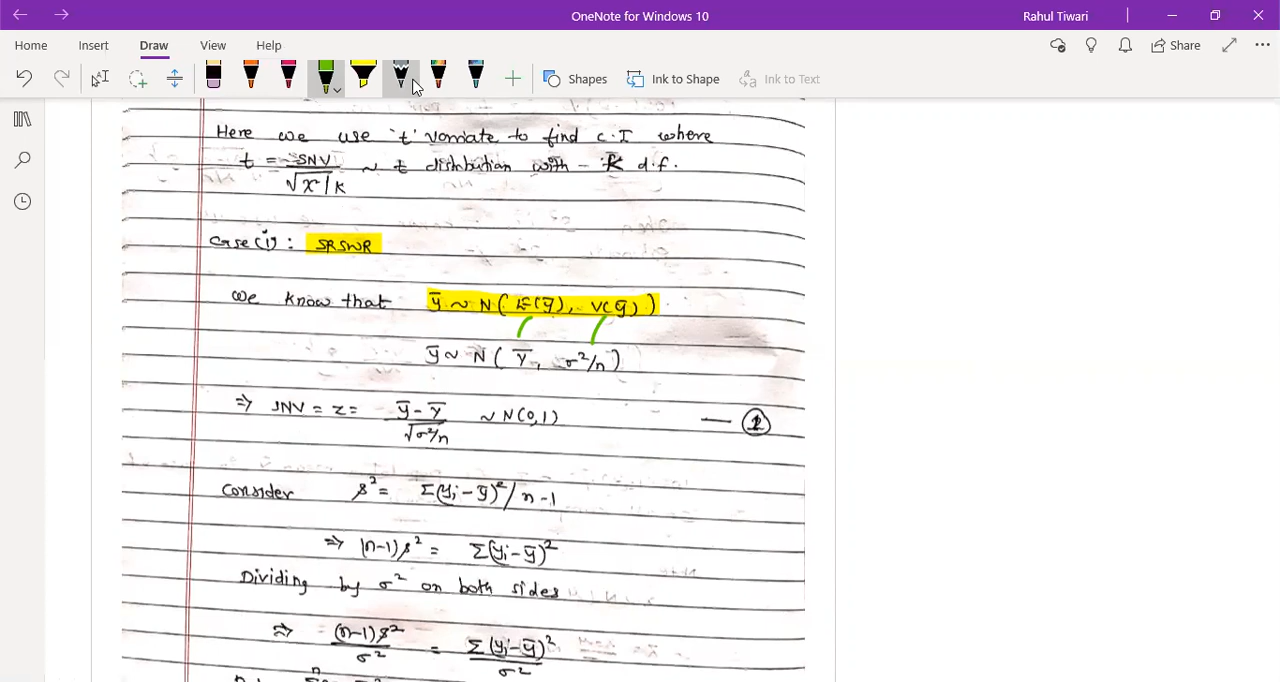 OneNote for Windows 10
Rahul Tiwari
Home Insert Draw View Help
Share
Shapes Ink to Shape Ink to Text
Here we use 't' variate to find C.I where
t = SNV / √x²/k ~ t distribution with - k d.f.
Case (i): SRSWR
We know that ȳ ~ N( E(ȳ), V(ȳ) )
ȳ ~ N( Ȳ, σ²/n )
⇒ SNV = Z = ȳ - Ȳ / √σ²/n ~ N(0,1) — ①
Consider s² = Σ(yi - ȳ)² / n-1
⇒ (n-1)s² = Σ(yi - ȳ)²
Dividing by σ² on both sides
⇒ (n-1)s² / σ² = Σ(yi - ȳ)² / σ²